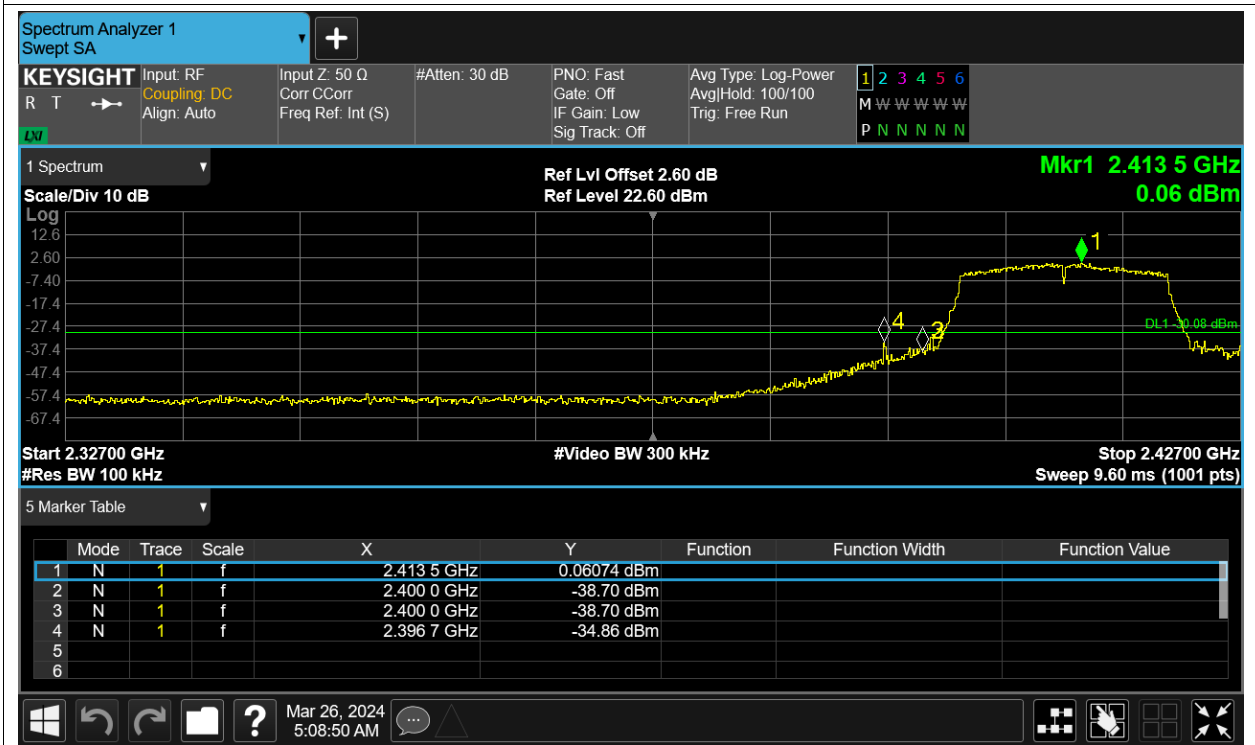 Spectrum Analyzer 1
Swept SA
+
KEYSIGHT
R T
LXI
Input: RF
Coupling: DC
Align: Auto
Input Z: 50 Ω
Corr CCorr
Freq Ref: Int (S)
#Atten: 30 dB
PNO: Fast
Gate: Off
IF Gain: Low
Sig Track: Off
Avg Type: Log-Power
Avg|Hold: 100/100
Trig: Free Run
1 2 3 4 5 6
M W W W W W
P N N N N N
1 Spectrum
Scale/Div 10 dB
Ref Lvl Offset 2.60 dB
Ref Level 22.60 dBm
Mkr1 2.413 5 GHz
0.06 dBm
Log
12.6
2.60
-7.40
-17.4
-27.4
-37.4
-47.4
-57.4
-67.4
1
4
DL1 -30.08 dBm
Start 2.32700 GHz
#Res BW 100 kHz
#Video BW 300 kHz
Stop 2.42700 GHz
Sweep 9.60 ms (1001 pts)
5 Marker Table
Mode Trace Scale X Y Function Function Width Function Value
1 N 1 f 2.413 5 GHz 0.06074 dBm
2 N 1 f 2.400 0 GHz -38.70 dBm
3 N 1 f 2.400 0 GHz -38.70 dBm
4 N 1 f 2.396 7 GHz -34.86 dBm
5
6
?
Mar 26, 2024
5:08:50 AM